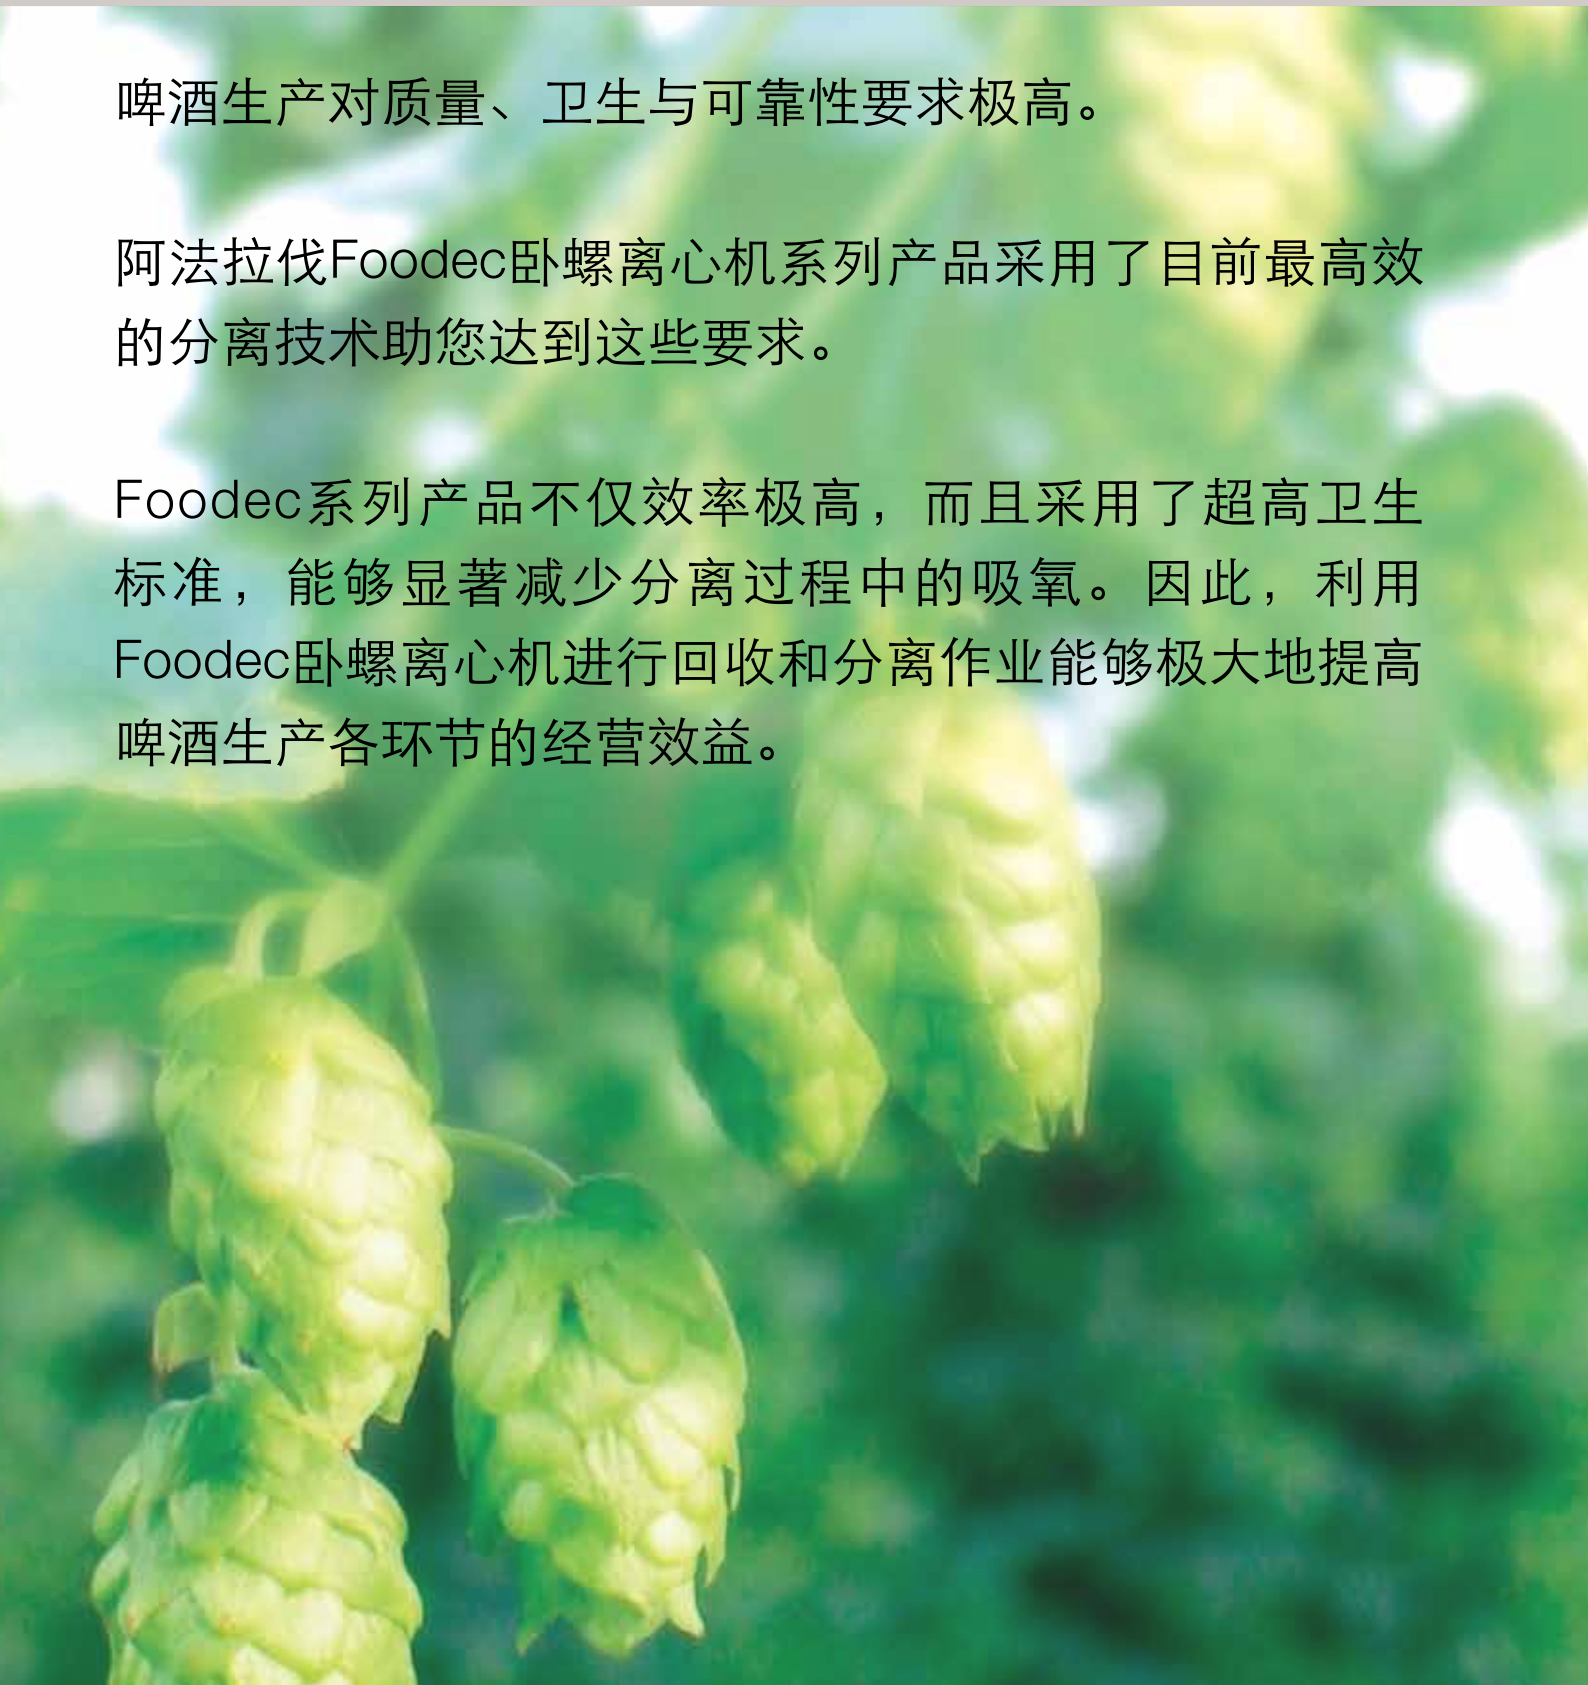 啤酒生产对质量、卫生与可靠性要求极高。
阿法拉伐Foodec卧螺离心机系列产品采用了目前最高效
的分离技术助您达到这些要求。
Foodec系列产品不仅效率极高，而且采用了超高卫生
标准，能够显著减少分离过程中的吸氧。因此，利用
Foodec卧螺离心机进行回收和分离作业能够极大地提高
啤酒生产各环节的经营效益。